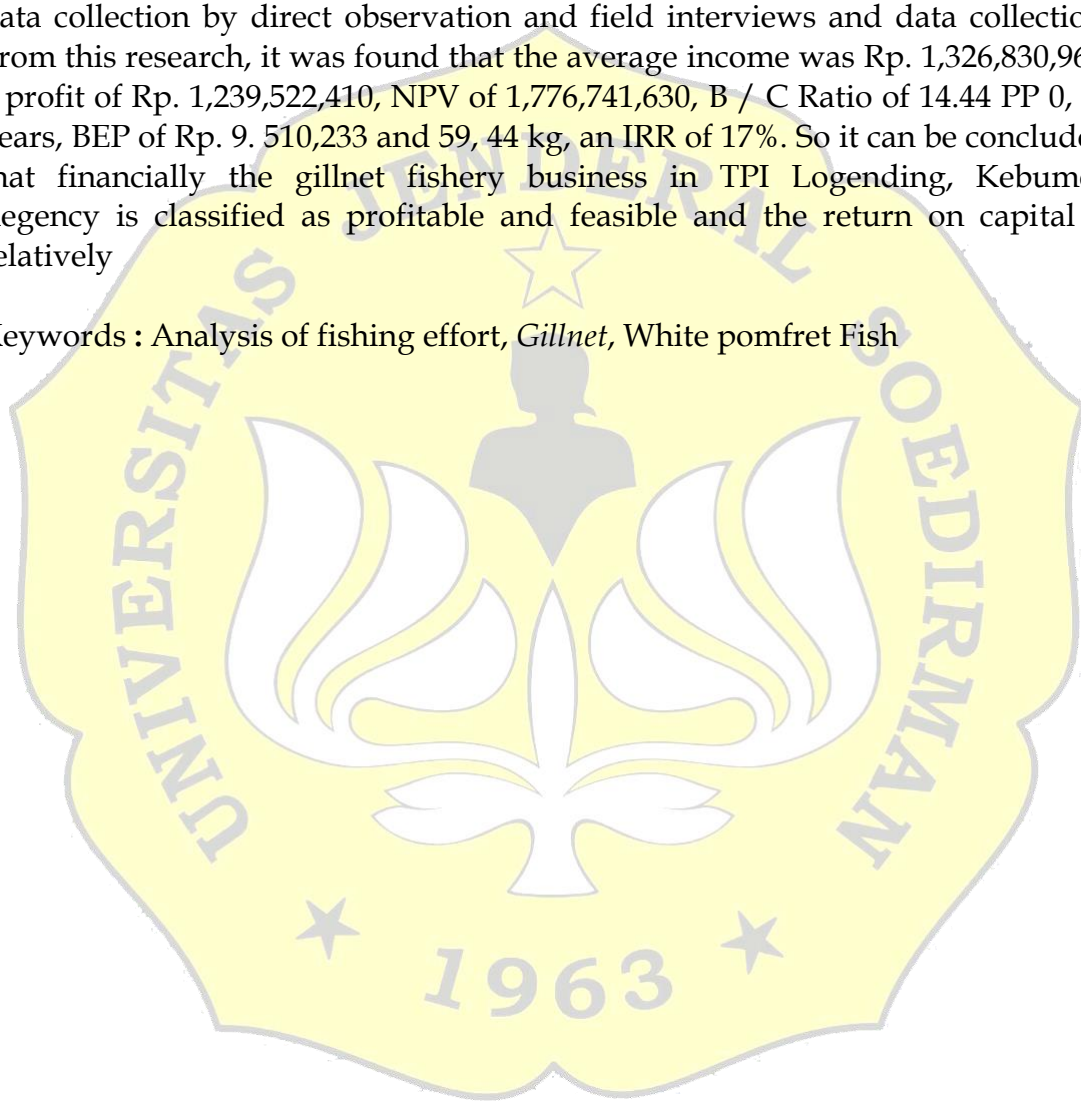 ata collection by direct observation and field interviews and data collectio
rom this research, it was found that the average income was Rp. 1,326,830,96
profit of Rp. 1,239,522,410, NPV of 1,776,741,630, B / C Ratio of 14.44 PP 0,
ears, BEP of Rp. 9. 510,233 and 59, 44 kg, an IRR of 17%. So it can be conclude
hat financially the gillnet fishery business in TPI Logending, Kebume
egency is classified as profitable and feasible and the return on capital
elatively
eywords : Analysis of fishing effort, Gillnet, White pomfret Fish
UNIVERSITAS JENDERAL SOEDIRMAN
1963